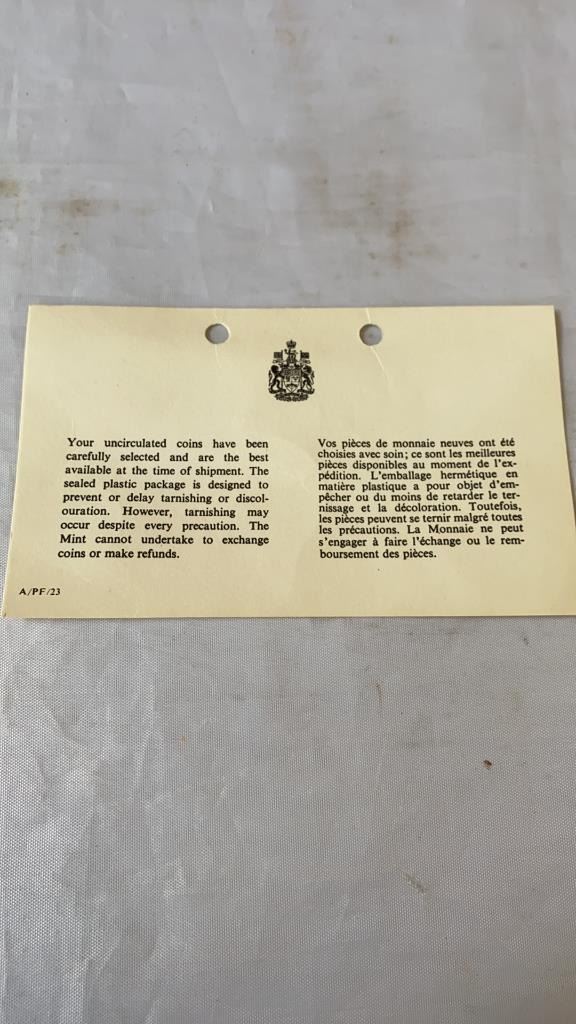 Your uncirculated coins have been
carefully selected and are the best
available at the time of shipment. The
sealed plastic package is designed to
prevent or delay tarnishing or discol-
ouration. However, tarnishing may
occur despite every precaution. The
Mint cannot undertake to exchange
coins or make refunds.
Vos pièces de monnaie neuves ont été
choisies avec soin; ce sont les meilleures
pièces disponibles au moment de l'ex-
pédition. L'emballage hermétique en
matière plastique a pour objet d'em-
pêcher ou du moins de retarder le ter-
nissage et la décoloration. Toutefois,
les pièces peuvent se ternir malgré toutes
les précautions. La Monnaie ne peut
s'engager à faire l'échange ou le rem-
boursement des pièces.
A/PF/23